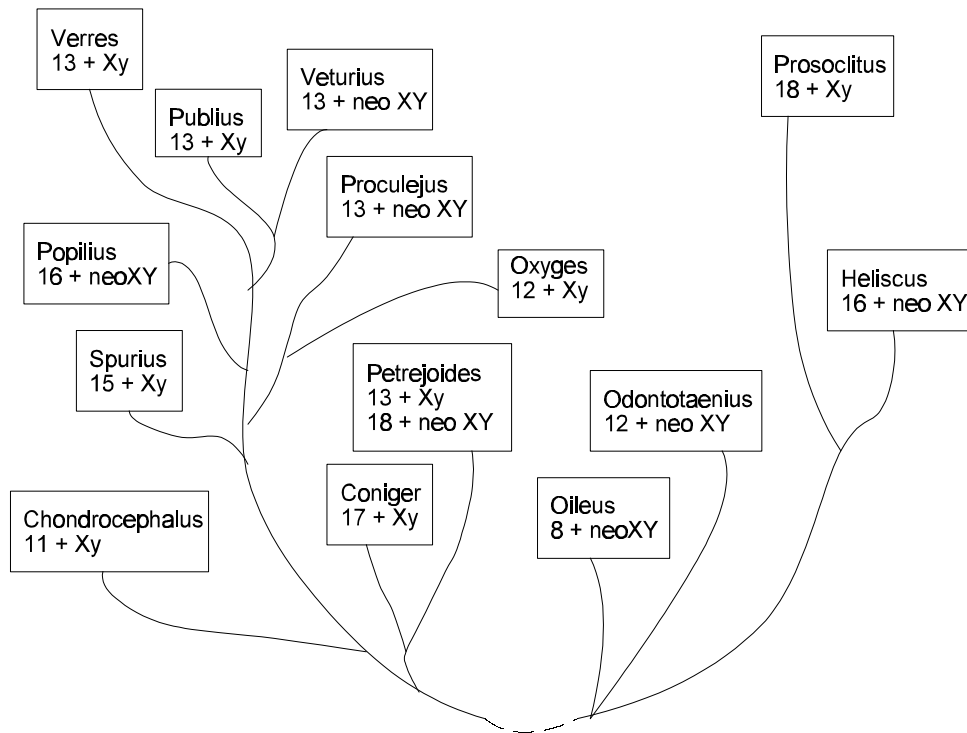 Verres
13 + Xy
Publius
13 + Xy
Veturius
13 + neo XY
Prosoclitus
18 + Xy
Proculejus
13 + neo XY
Popilius
16 + neoXY
Oxyges
12 + Xy
Heliscus
16 + neo XY
Spurius
15 + Xy
Petrejoides
13 + Xy
18 + neo XY
Odontotaenius
12 + neo XY
Chondrocephalus
11 + Xy
Coniger
17 + Xy
Oileus
8 + neoXY